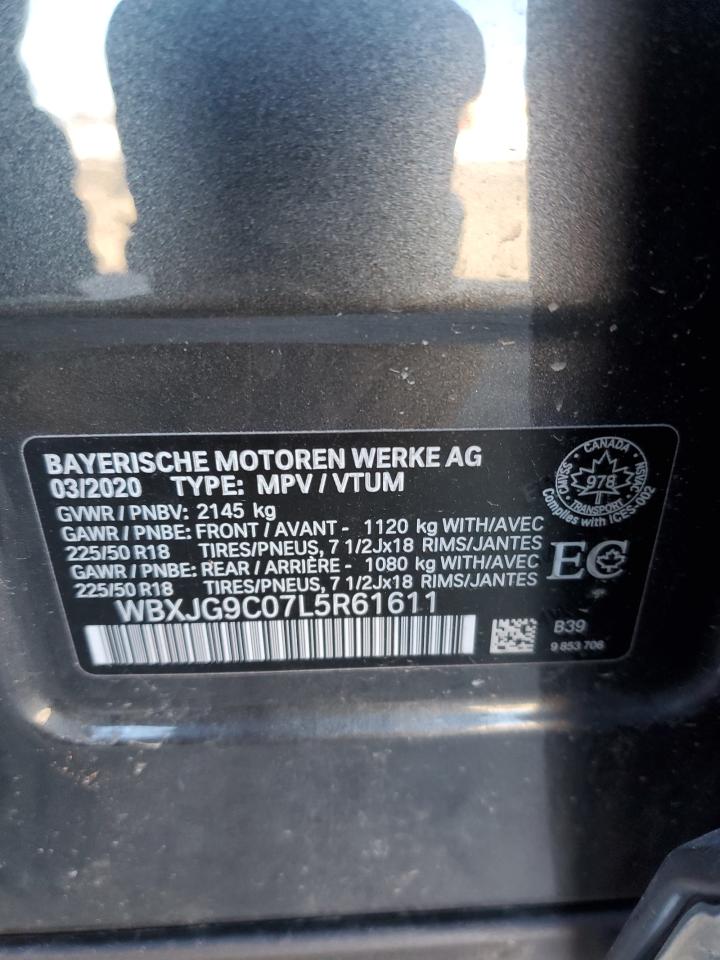 BAYERISCHE MOTOREN WERKE AG
03/2020 TYPE: MPV / VTUM
GVWR / PNBV: 2145 kg
GAWR / PNBE: FRONT / AVANT - 1120 kg WITH/AVEC
225/50 R18 TIRES/PNEUS, 7 1/2Jx18 RIMS/JANTES
GAWR / PNBE: REAR / ARRIÈRE - 1080 kg WITH/AVEC
225/50 R18 TIRES/PNEUS, 7 1/2Jx18 RIMS/JANTES
WBXJG9C07L5R61611
CANADA
978
TRANSPORT
Complies with ICES-002
EC
B39
9 853 706